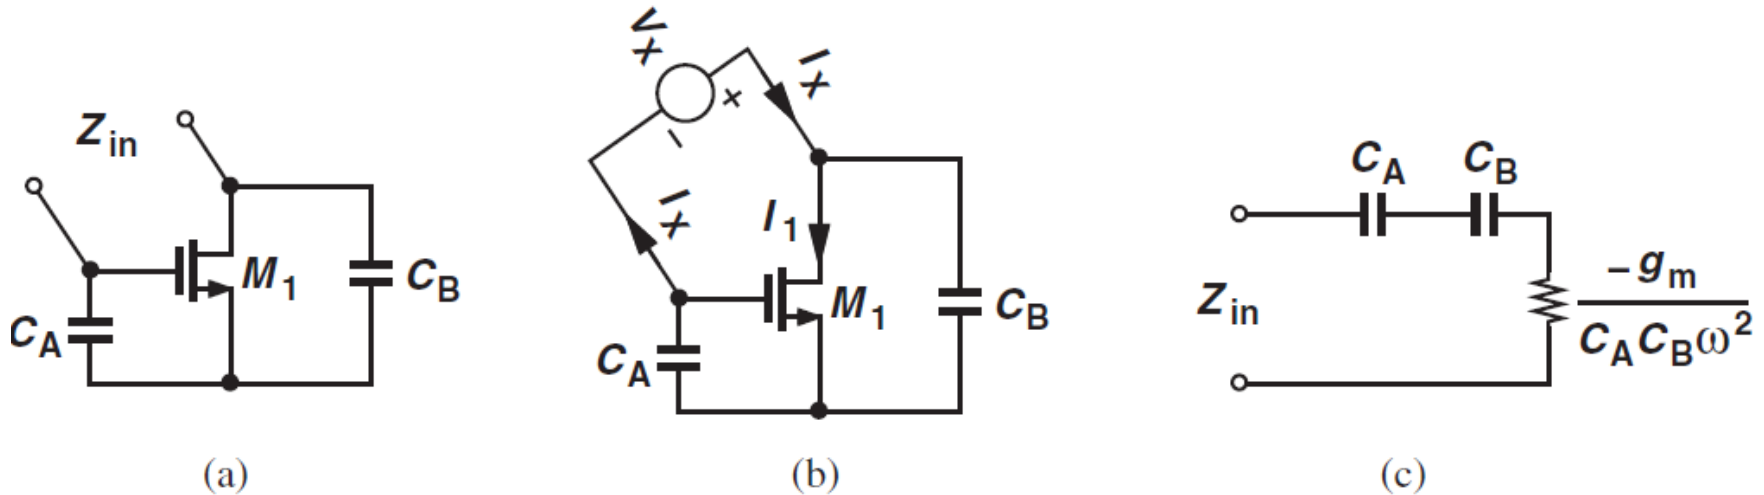 Z_in
C_A
M_1
C_B
(a)
V_X
+
−
I_X
I_X
I_1
M_1
C_A
C_B
(b)
C_A
C_B
Z_in
−g_m
C_A C_B ω^2
(c)